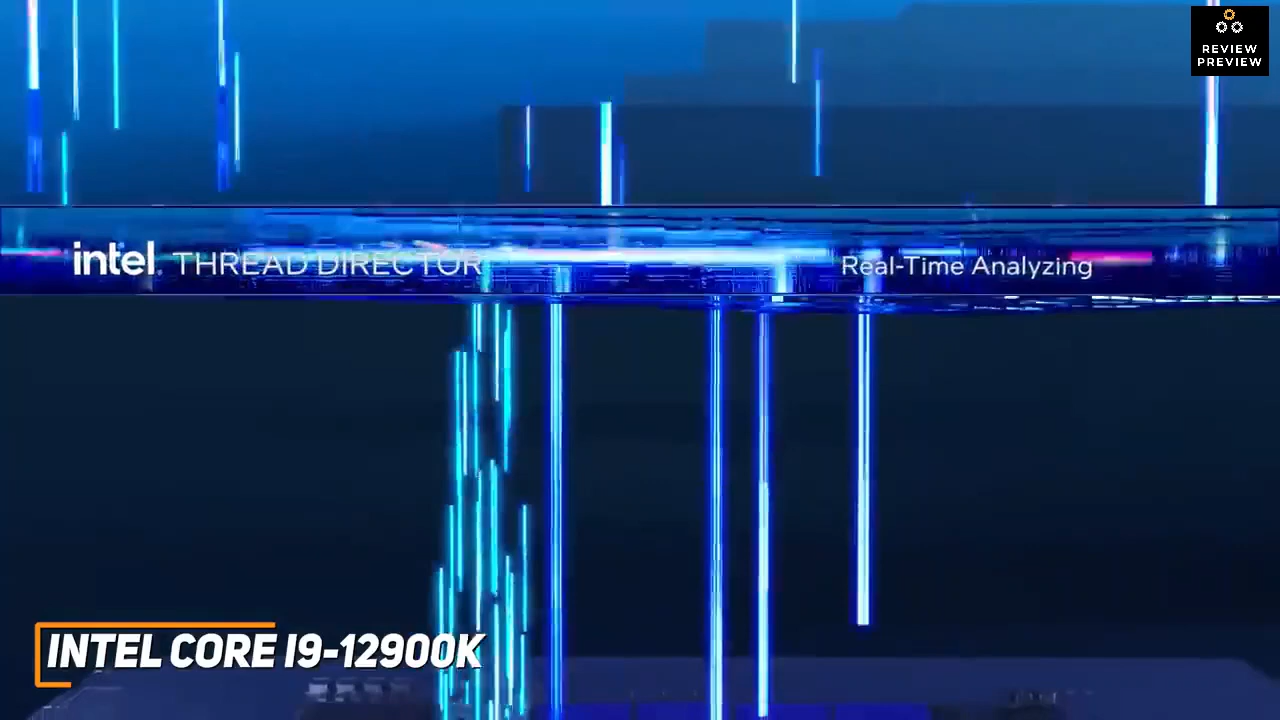 REVIEW
PREVIEW
intel. THREAD DIRECTOR
Real-Time Analyzing
INTEL CORE I9-12900K